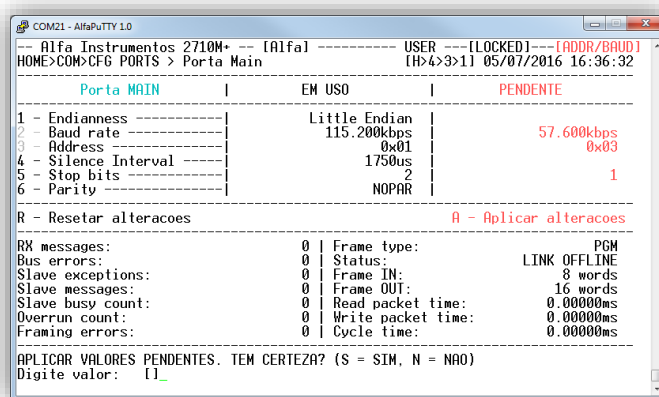 COM21 - AlfaPuTTY 1.0
-- Alfa Instrumentos 2710M+ -- [Alfa] ---------- USER ---[LOCKED]---[ADDR/BAUD]
HOME>COM>CFG PORTS > Porta Main [H>4>3>1] 05/07/2016 16:36:32
Porta MAIN | EM USO | PENDENTE
1 - Endianness ------------| Little Endian |
2 - Baud rate -------------| 115.200kbps | 57.600kbps
3 - Address ---------------| 0x01 | 0x03
4 - Silence Interval ------| 1750us |
5 - Stop bits -------------| 2 | 1
6 - Parity ----------------| NOPAR |
R - Resetar alteracoes A - Aplicar alteracoes
RX messages: 0 | Frame type: PGM
Bus errors: 0 | Status: LINK OFFLINE
Slave exceptions: 0 | Frame IN: 8 words
Slave messages: 0 | Frame OUT: 16 words
Slave busy count: 0 | Read packet time: 0.00000ms
Overrun count: 0 | Write packet time: 0.00000ms
Framing errors: 0 | Cycle time: 0.00000ms
APLICAR VALORES PENDENTES. TEM CERTEZA? (S = SIM, N = NAO)
Digite valor: []_